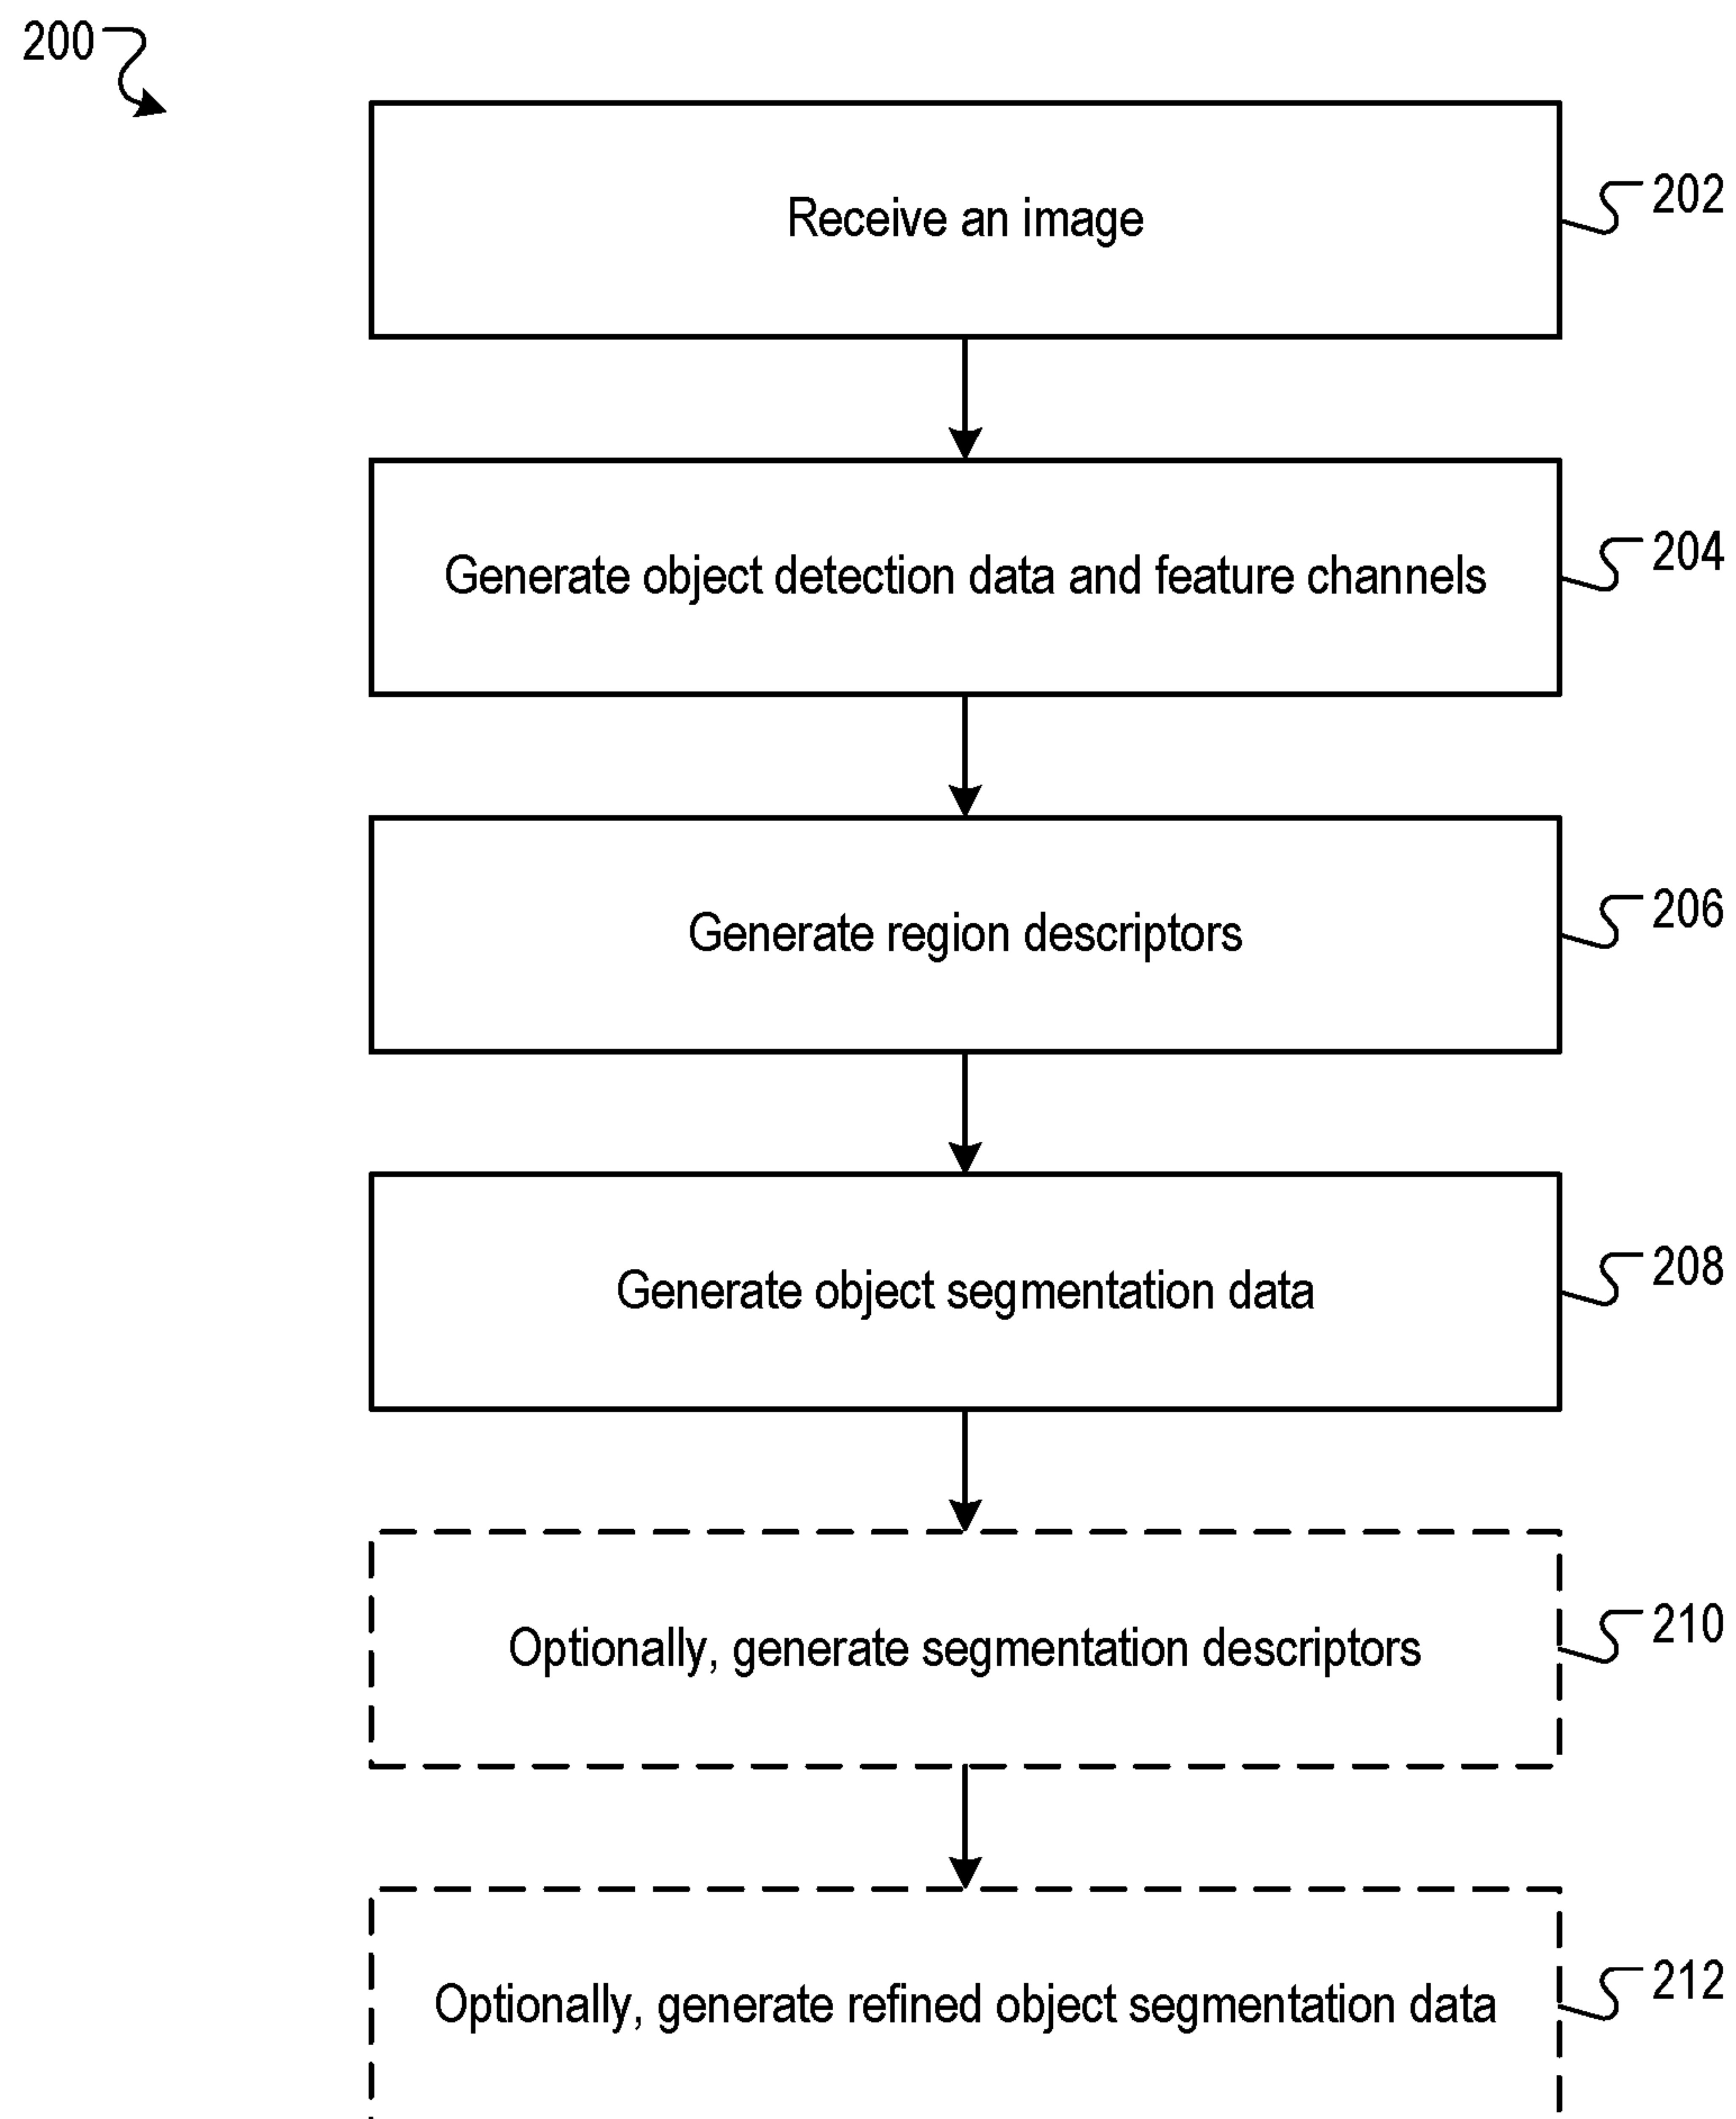 200
Receive an image
202
Generate object detection data and feature channels
204
Generate region descriptors
206
Generate object segmentation data
208
Optionally, generate segmentation descriptors
210
Optionally, generate refined object segmentation data
212